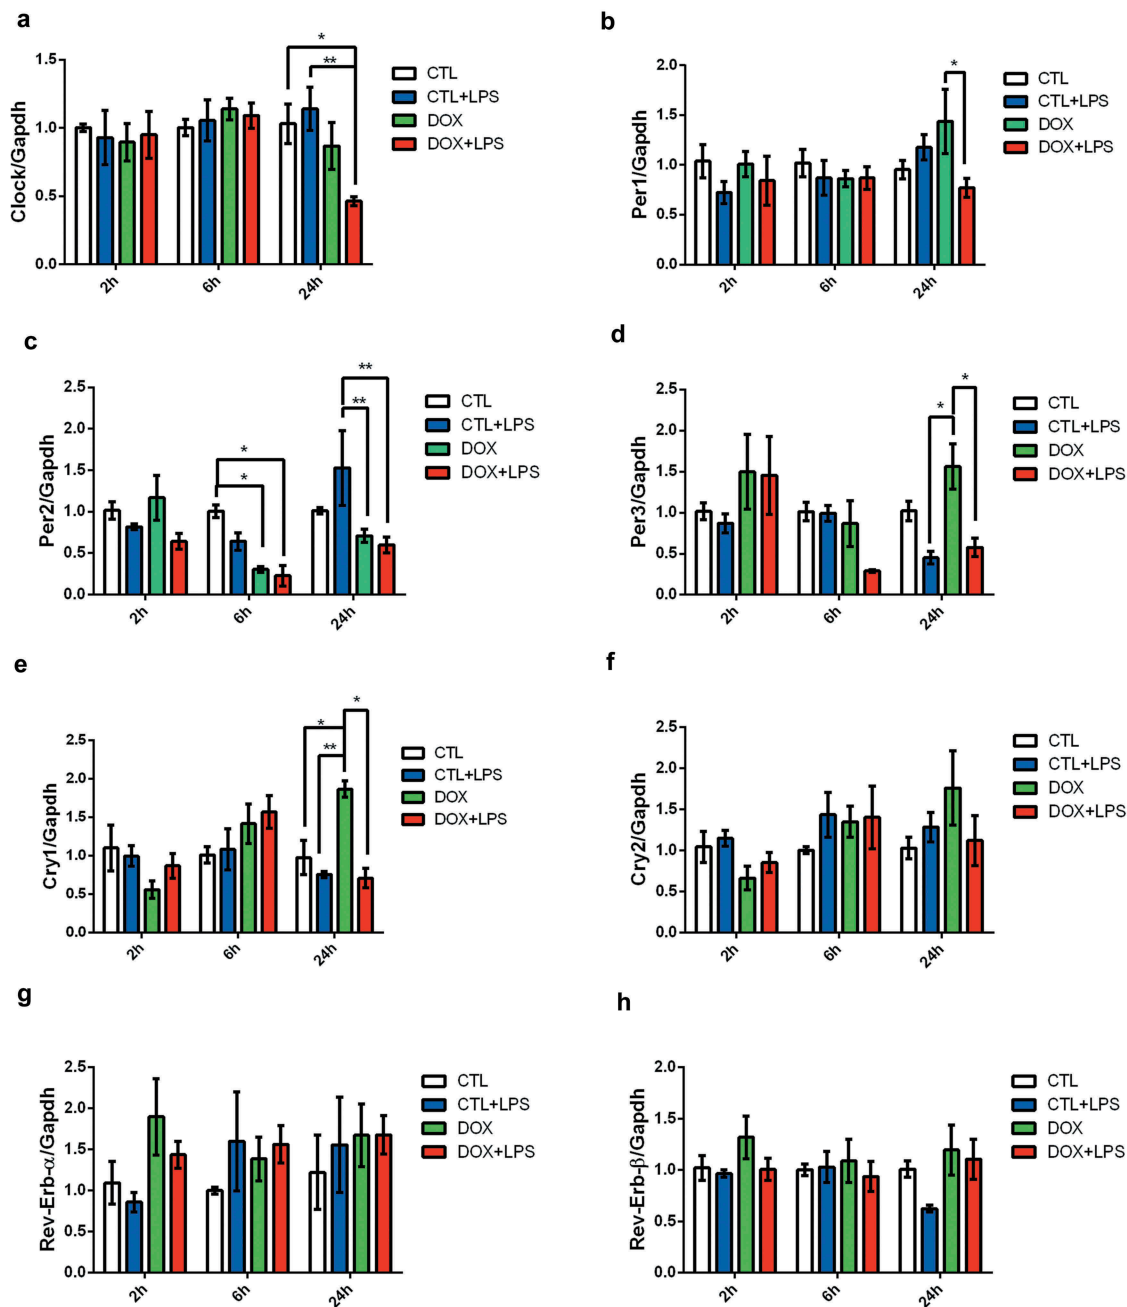 a
Clock/Gapdh
1.5
1.0
0.5
0.0
2h
6h
24h
*
**
CTL
CTL+LPS
DOX
DOX+LPS
b
Per1/Gapdh
2.0
1.5
1.0
0.5
0.0
2h
6h
24h
*
CTL
CTL+LPS
DOX
DOX+LPS
c
Per2/Gapdh
2.5
2.0
1.5
1.0
0.5
0.0
2h
6h
24h
*
*
**
**
CTL
CTL+LPS
DOX
DOX+LPS
d
Per3/Gapdh
2.5
2.0
1.5
1.0
0.5
0.0
2h
6h
24h
*
*
CTL
CTL+LPS
DOX
DOX+LPS
e
Cry1/Gapdh
2.5
2.0
1.5
1.0
0.5
0.0
2h
6h
24h
*
*
**
CTL
CTL+LPS
DOX
DOX+LPS
f
Cry2/Gapdh
2.5
2.0
1.5
1.0
0.5
0.0
2h
6h
24h
CTL
CTL+LPS
DOX
DOX+LPS
g
Rev-Erb-α/Gapdh
2.5
2.0
1.5
1.0
0.5
0.0
2h
6h
24h
CTL
CTL+LPS
DOX
DOX+LPS
h
Rev-Erb-β/Gapdh
2.0
1.5
1.0
0.5
0.0
2h
6h
24h
CTL
CTL+LPS
DOX
DOX+LPS